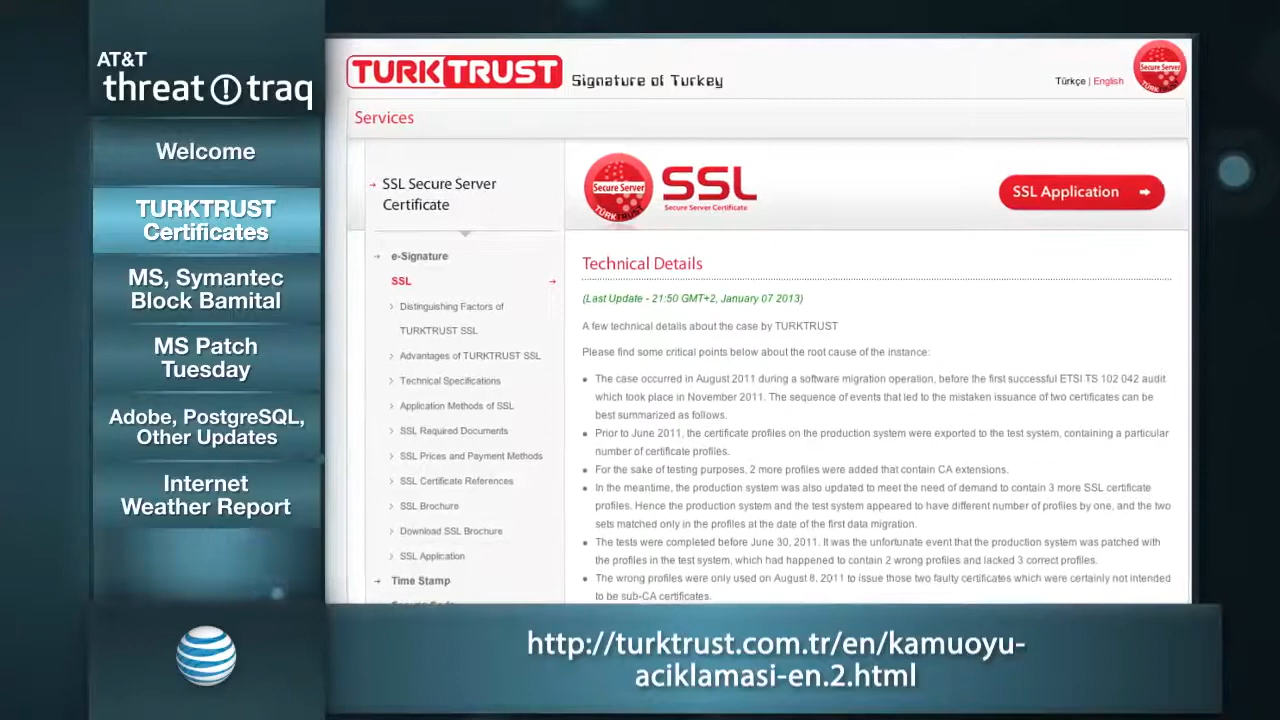 AT&T
threat ! traq
Welcome
TURKTRUST
Certificates
MS, Symantec
Block Bamital
MS Patch
Tuesday
Adobe, PostgreSQL,
Other Updates
Internet
Weather Report
TURKTRUST Signature of Turkey
Türkçe | English
Secure Server
TURKTRUST
Services
SSL Secure Server
Certificate
e-Signature
SSL
Distinguishing Factors of
TURKTRUST SSL
Advantages of TURKTRUST SSL
Technical Specifications
Application Methods of SSL
SSL Required Documents
SSL Prices and Payment Methods
SSL Certificate References
SSL Brochure
Download SSL Brochure
SSL Application
Time Stamp
Secure Server
TURKTRUST
SSL
Secure Server Certificate
SSL Application
Technical Details
(Last Update - 21:50 GMT+2, January 07 2013)
A few technical details about the case by TURKTRUST
Please find some critical points below about the root cause of the instance:
The case occurred in August 2011 during a software migration operation, before the first successful ETSI TS 102 042 audit
which took place in November 2011. The sequence of events that led to the mistaken issuance of two certificates can be
best summarized as follows.
Prior to June 2011, the certificate profiles on the production system were exported to the test system, containing a particular
number of certificate profiles.
For the sake of testing purposes, 2 more profiles were added that contain CA extensions.
In the meantime, the production system was also updated to meet the need of demand to contain 3 more SSL certificate
profiles. Hence the production system and the test system appeared to have different number of profiles by one, and the two
sets matched only in the profiles at the date of the first data migration.
The tests were completed before June 30, 2011. It was the unfortunate event that the production system was patched with
the profiles in the test system, which had happened to contain 2 wrong profiles and lacked 3 correct profiles.
The wrong profiles were only used on August 8, 2011 to issue those two faulty certificates which were certainly not intended
to be sub-CA certificates.
http://turktrust.com.tr/en/kamuoyu-
aciklamasi-en.2.html